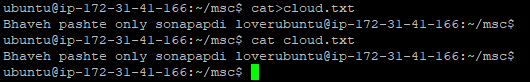 ubuntu@ip-172-31-41-166:~/msc$ cat>cloud.txt
Bhaveh pashte only sonapapdi loverubuntu@ip-172-31-41-166:~/msc$
ubuntu@ip-172-31-41-166:~/msc$ cat cloud.txt
Bhaveh pashte only sonapapdi loverubuntu@ip-172-31-41-166:~/msc$
ubuntu@ip-172-31-41-166:~/msc$